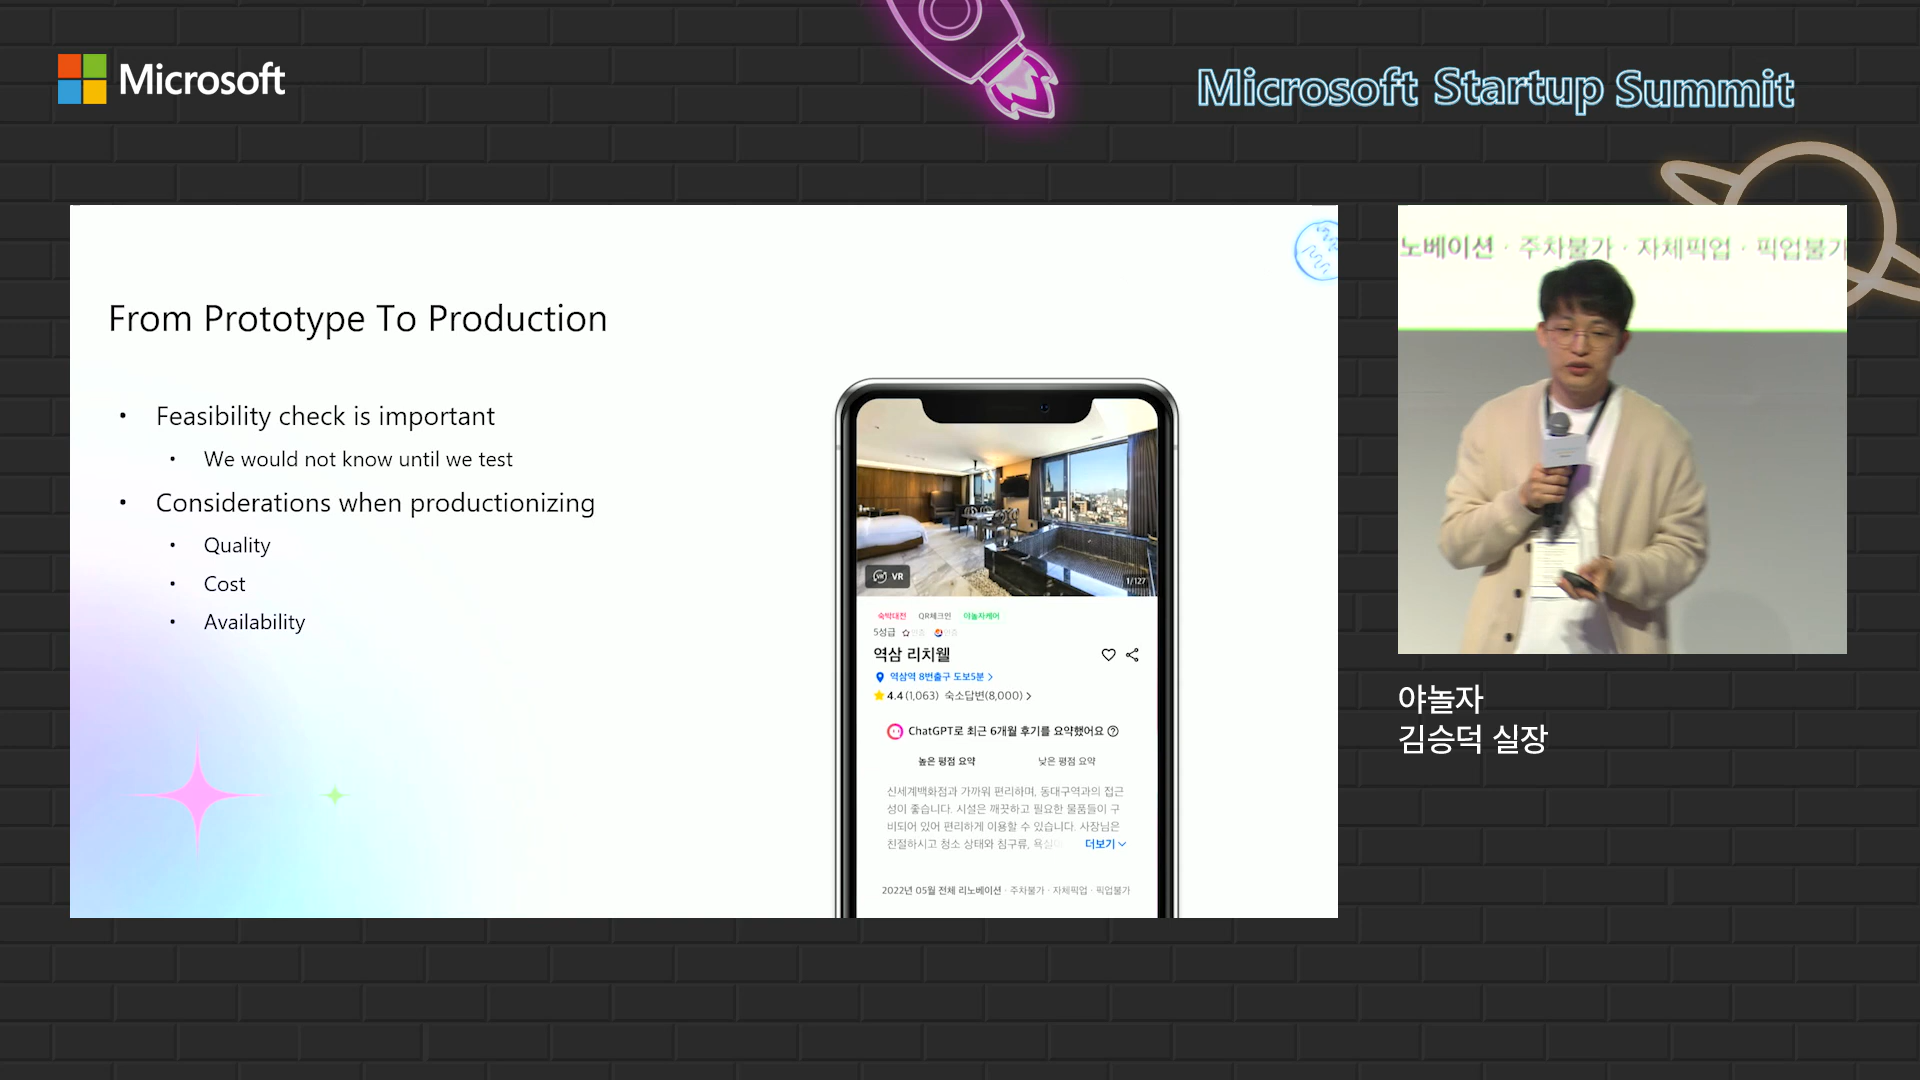 Microsoft
Microsoft Startup Summit
From Prototype To Production
• Feasibility check is important
• We would not know until we test
• Considerations when productionizing
• Quality
• Cost
• Availability
VR
1/127
숙박대전 QR체크인 야놀자케어
5성급
역삼 리치웰
역삼역 8번출구 도보5분 >
4.4 (1,063) 숙소답변(8,000) >
ChatGPT로 최근 6개월 후기를 요약했어요 ?
높은 평점 요약 낮은 평점 요약
신세계백화점과 가까워 편리하며, 동대구역과의 접근
성이 좋습니다. 시설은 깨끗하고 필요한 물품들이 구
비되어 있어 편리하게 이용할 수 있습니다. 사장님은
친절하시고 청소 상태와 침구류, 욕실 더보기
2022년 05월 전체 리노베이션 · 주차불가 · 자체픽업 · 픽업불가
노베이션 · 주차불가 · 자체픽업 · 픽업불가
야놀자
김승덕 실장